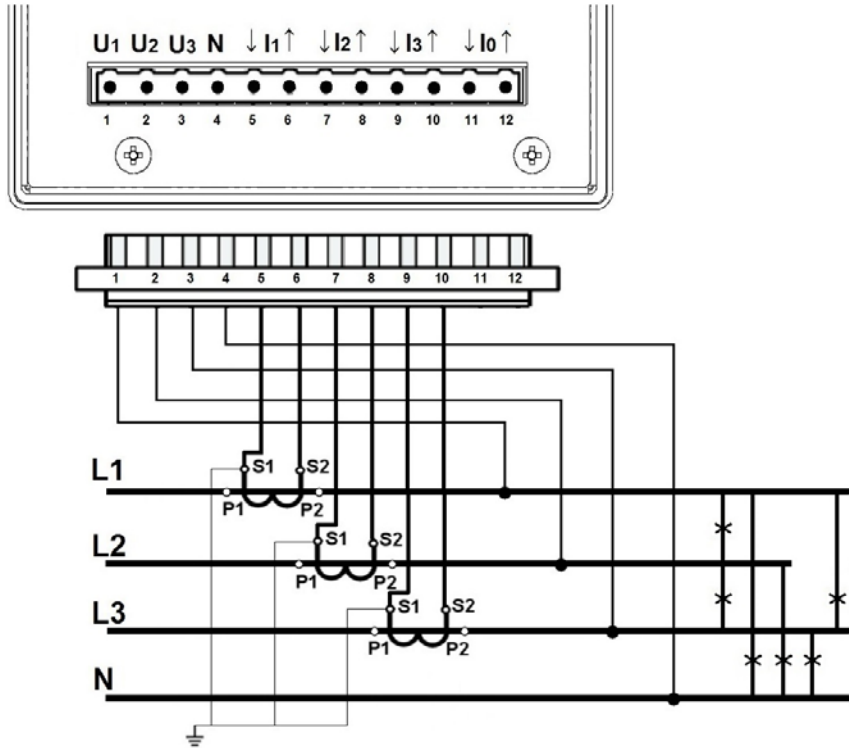 U1 U2 U3 N ↓ I1 ↑ ↓ I2 ↑ ↓ I3 ↑ ↓ I0 ↑
1 2 3 4 5 6 7 8 9 10 11 12
1 2 3 4 5 6 7 8 9 10 11 12
L1
S1 S2
P1 P2
L2
S1 S2
P1 P2
L3
S1 S2
P1 P2
N